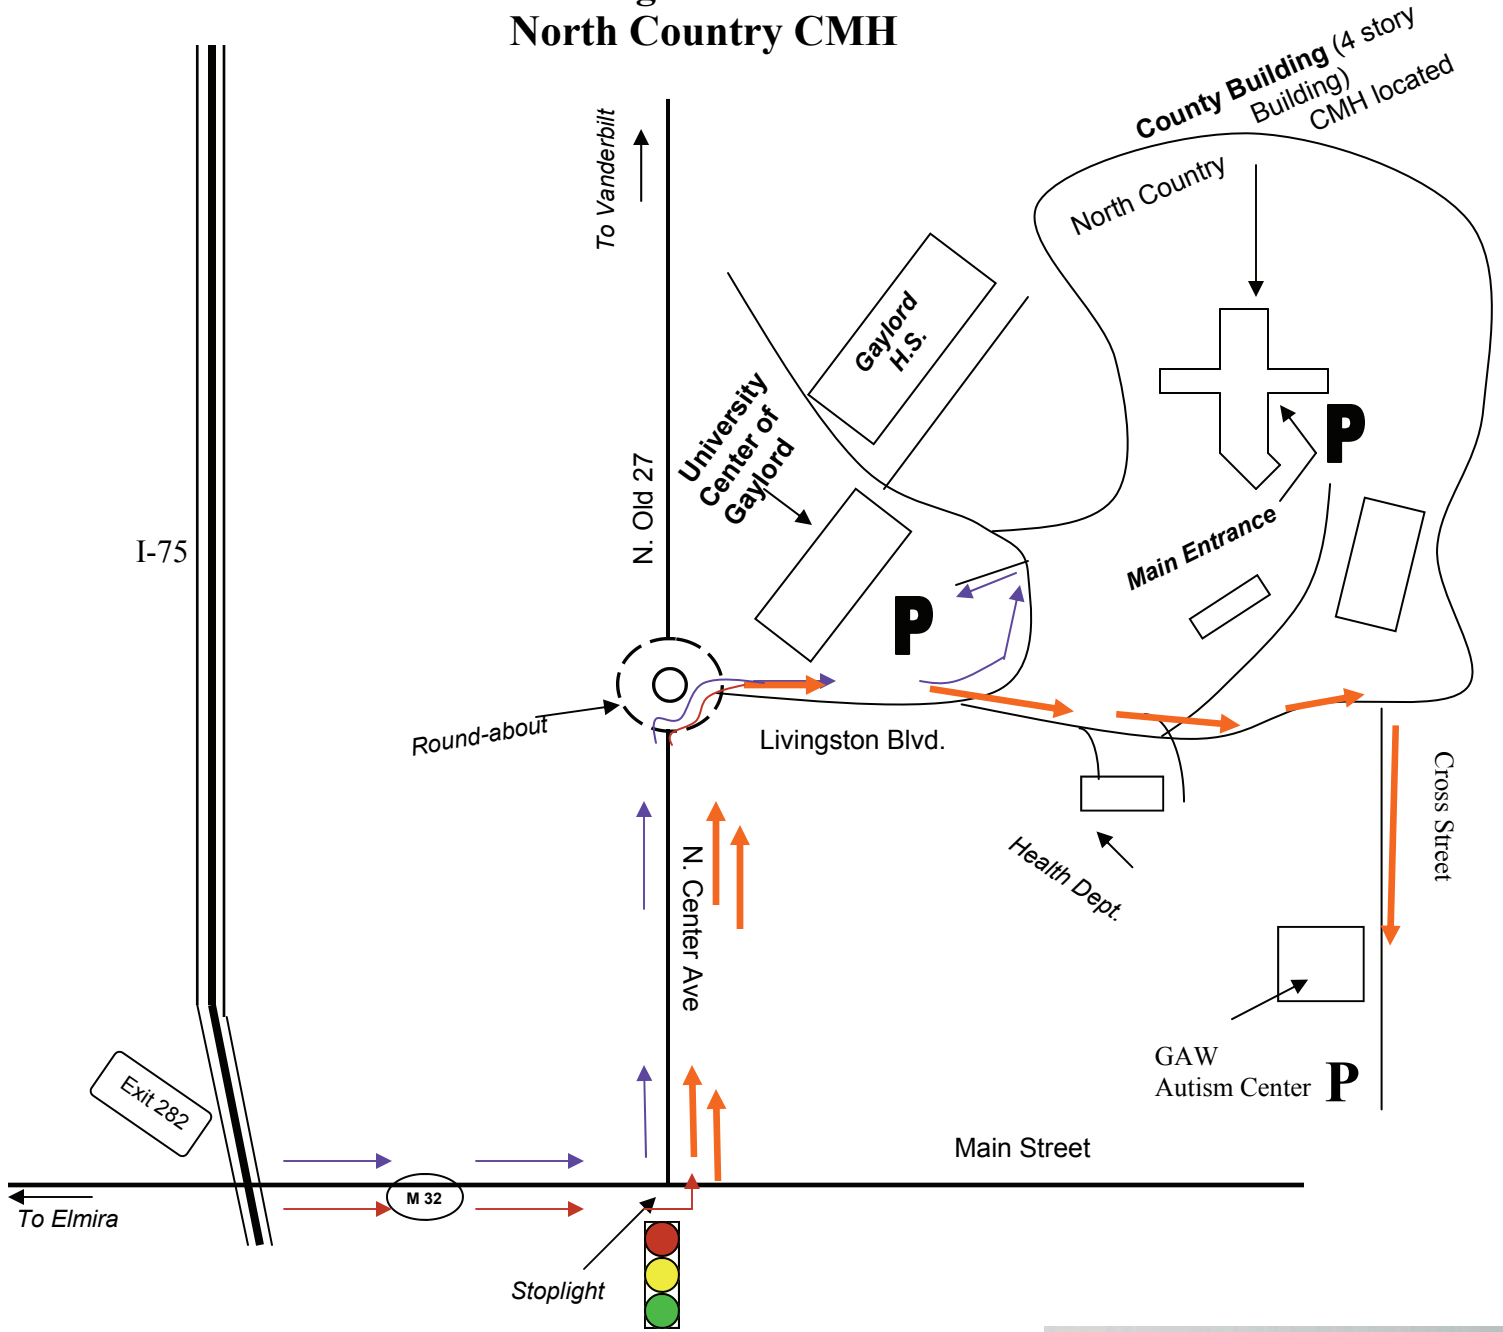 North Country CMH
County Building (4 story
Building)
CMH located
North Country
To Vanderbilt
Gaylord
H.S.
University
Center of
Gaylord
N. Old 27
P
Main Entrance
I-75
P
Round-about
Livingston Blvd.
Cross Street
N. Center Ave
Health Dept.
GAW
Autism Center P
Exit 282
Main Street
M 32
To Elmira
Stoplight